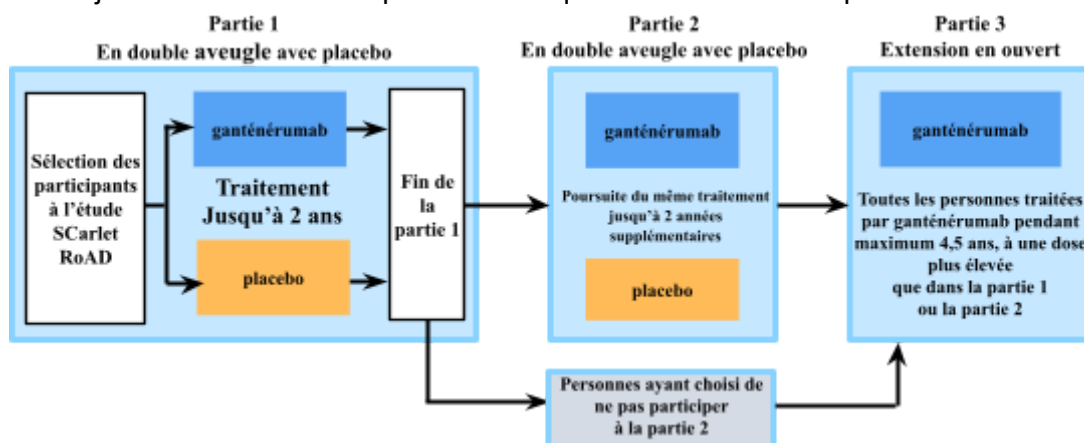 Partie 1
En double aveugle avec placebo
Partie 2
En double aveugle avec placebo
Partie 3
Extension en ouvert
Sélection des
participants
à l'étude
SCarlet
RoAD
ganténérumab
Traitement
Jusqu'à 2 ans
placebo
Fin de
la
partie 1
ganténérumab
Poursuite du même traitement
jusqu'à 2 années
supplémentaires
placebo
ganténérumab
Toutes les personnes traitées
par ganténérumab pendant
maximum 4,5 ans, à une dose
plus élevée
que dans la partie 1
ou la partie 2
Personnes ayant choisi de
ne pas participer
à la partie 2